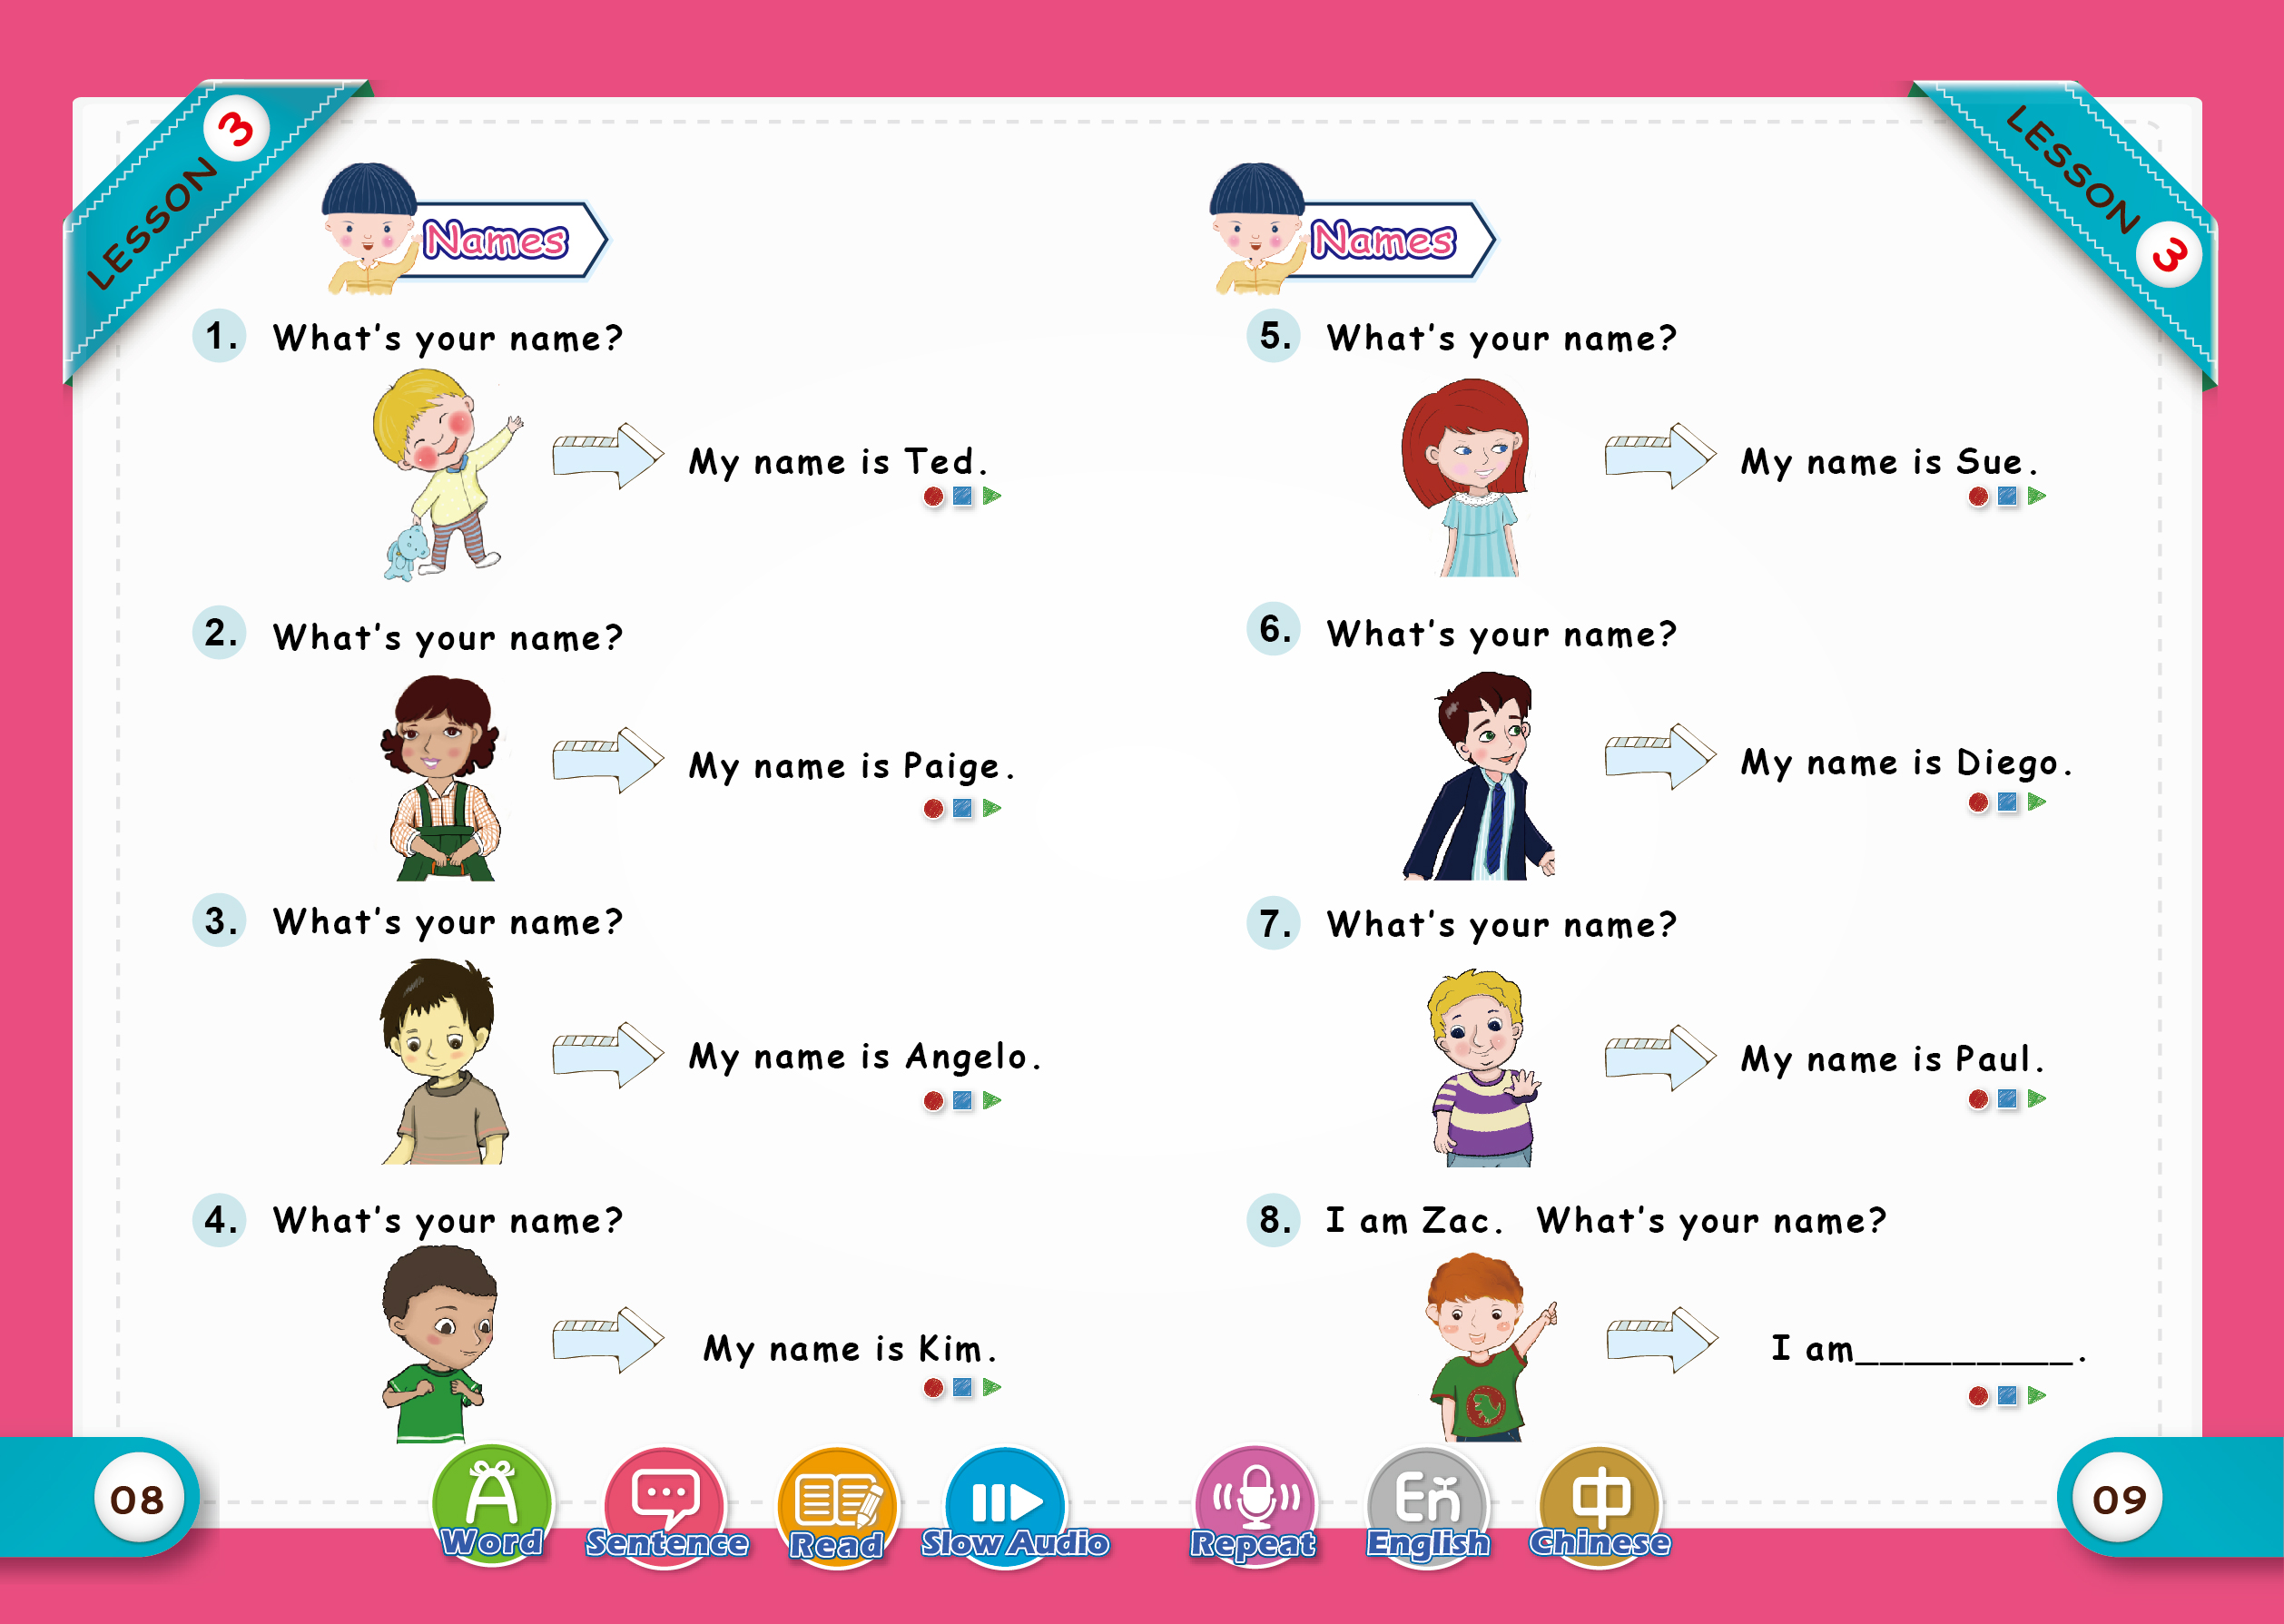 LESSON 3
Names
1. What's your name?
My name is Ted.
2. What's your name?
My name is Paige.
3. What's your name?
My name is Angelo.
4. What's your name?
My name is Kim.
08
LESSON 3
Names
5. What's your name?
My name is Sue.
6. What's your name?
My name is Diego.
7. What's your name?
My name is Paul.
8. I am Zac. What's your name?
I am_________.
09
A
Word
Sentence
Read
Slow Audio
Repeat
En
English
中
Chinese